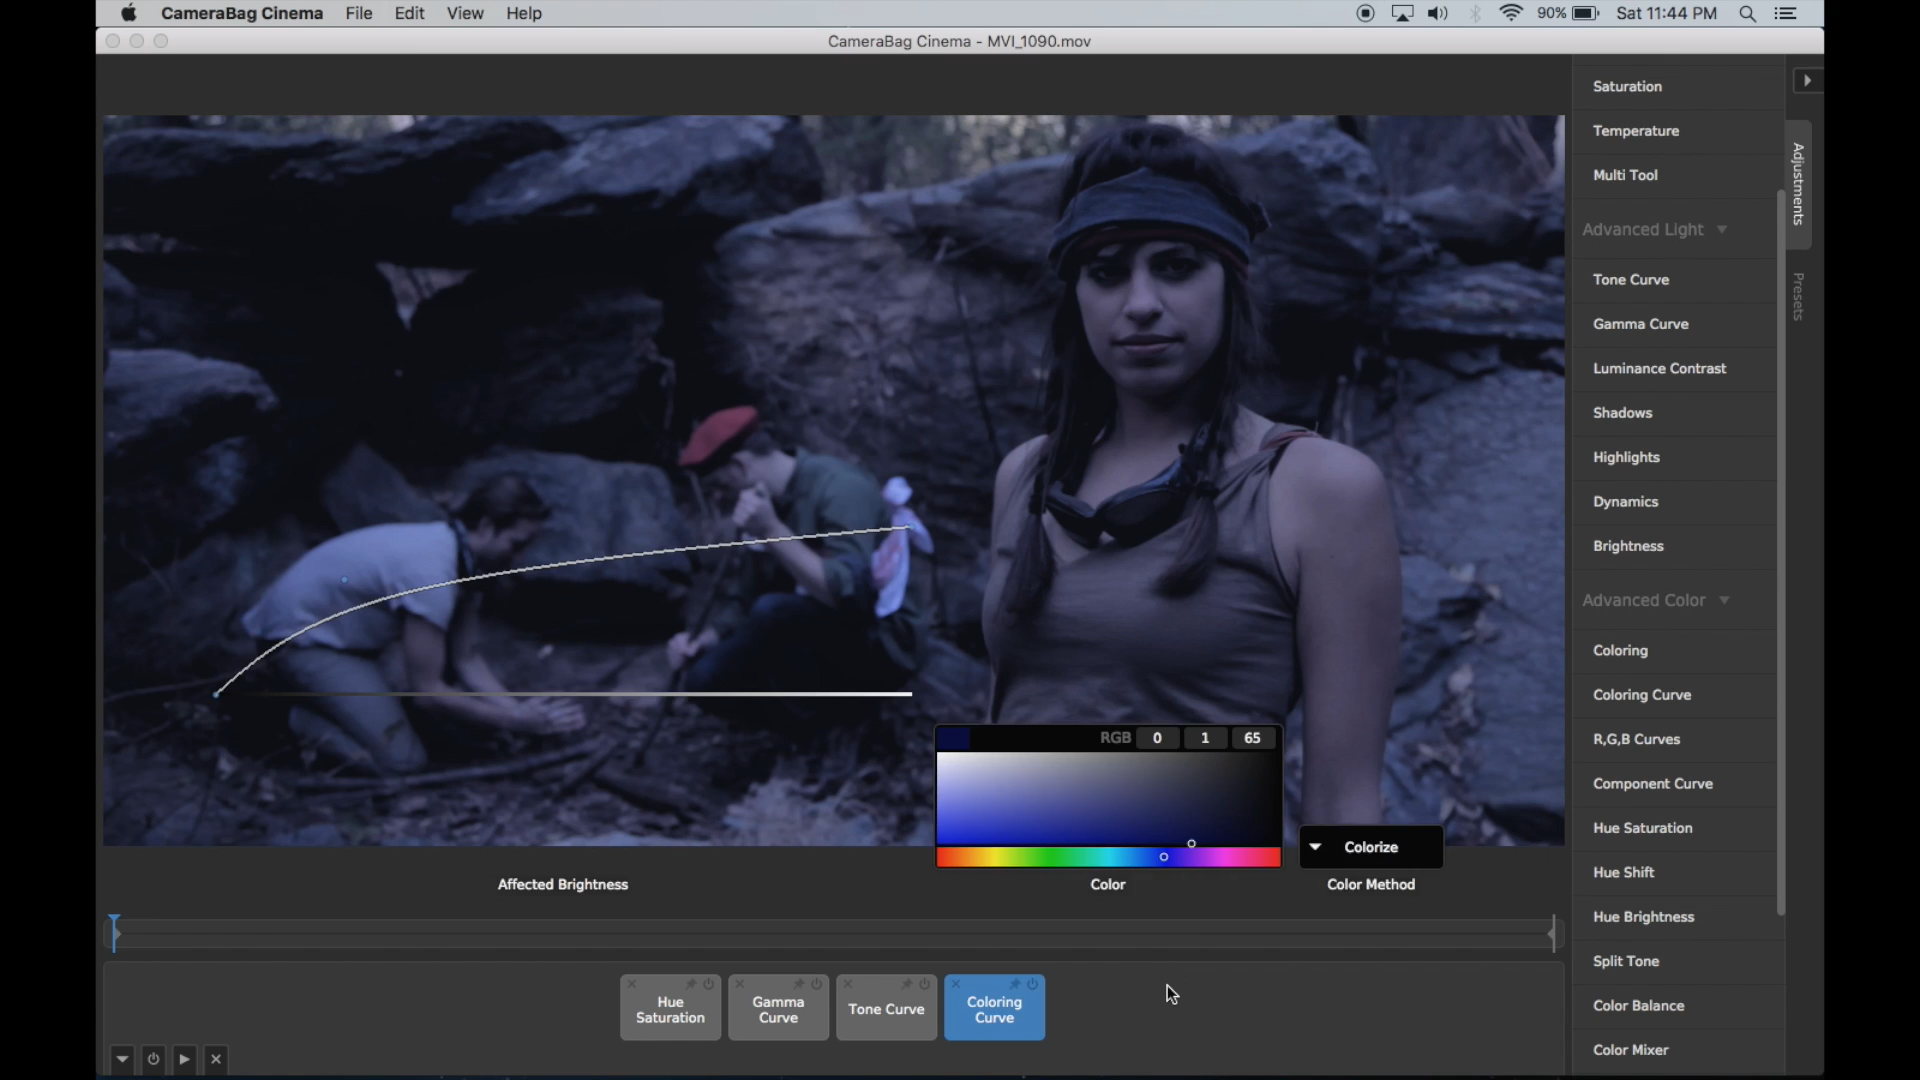 CameraBag Cinema File Edit View Help 90% Sat 11:44 PM
CameraBag Cinema - MVI_1090.mov
Saturation
Temperature
Multi Tool
Advanced Light
Tone Curve
Gamma Curve
Luminance Contrast
Shadows
Highlights
Dynamics
Brightness
Advanced Color
Coloring
Coloring Curve
R,G,B Curves
Component Curve
Hue Saturation
Hue Shift
Hue Brightness
Split Tone
Color Balance
Color Mixer
Adjustments
Presets
RGB 0 1 65
Colorize
Affected Brightness
Color
Color Method
Hue
Saturation
Gamma
Curve
Tone Curve
Coloring
Curve